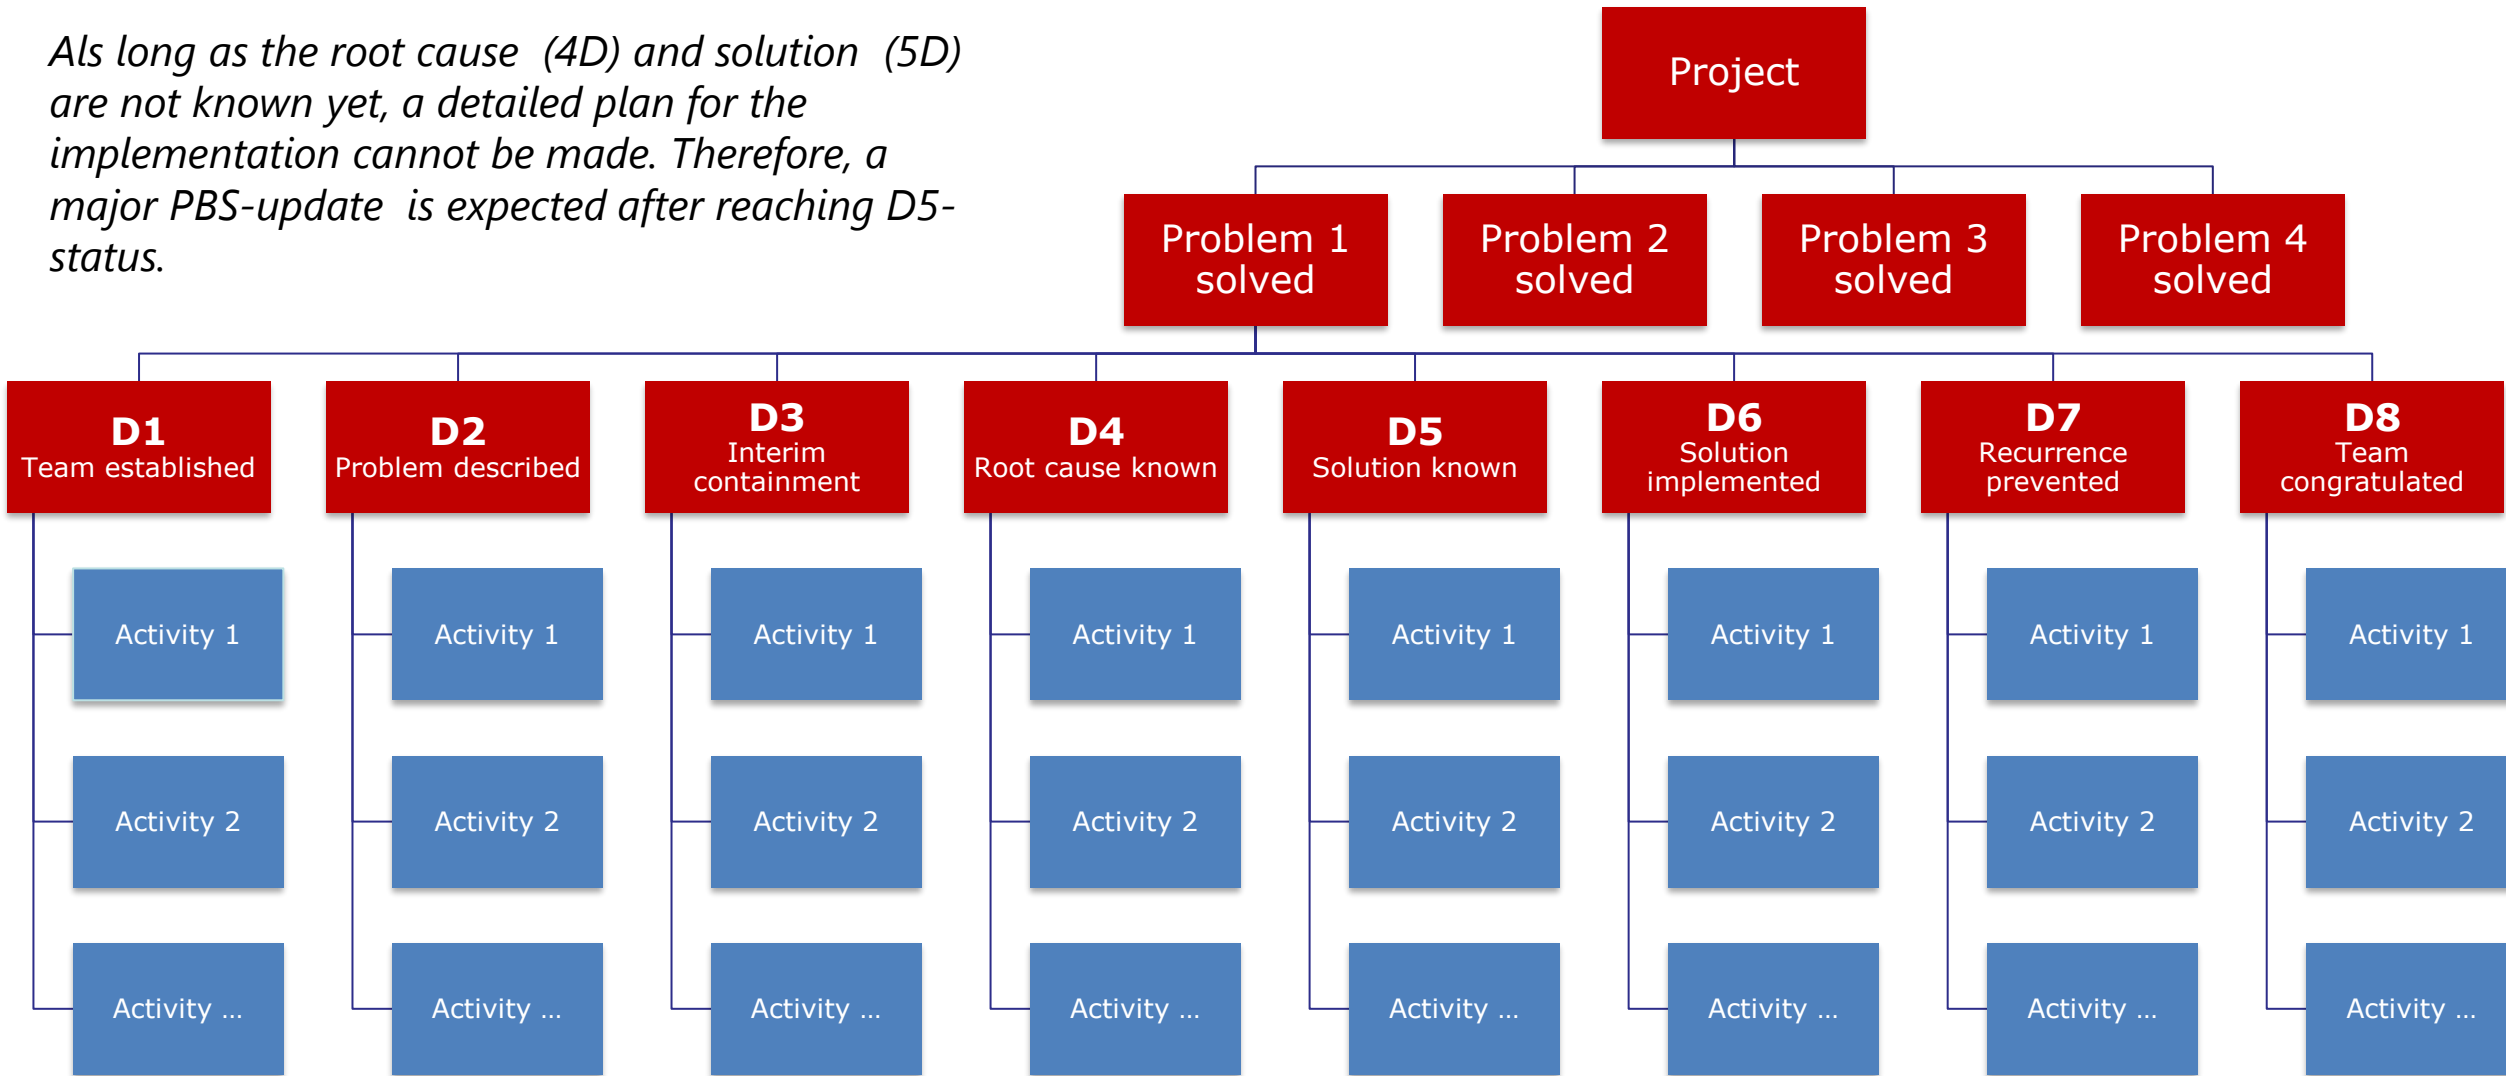 Als long as the root cause  (4D) and solution  (5D)
are not known yet, a detailed plan for the
implementation cannot be made. Therefore, a
major PBS-update  is expected after reaching D5-
status.
Project
Problem 1
solved
Problem 2
solved
Problem 3
solved
Problem 4
solved
D1
Team established
D2
Problem described
D3
Interim
containment
D4
Root cause known
D5
Solution known
D6
Solution
implemented
D7
Recurrence
prevented
D8
Team
congratulated
Activity 1
Activity 1
Activity 1
Activity 1
Activity 1
Activity 1
Activity 1
Activity 1
Activity 2
Activity 2
Activity 2
Activity 2
Activity 2
Activity 2
Activity 2
Activity 2
Activity ...
Activity ...
Activity ...
Activity ...
Activity ...
Activity ...
Activity ...
Activity ...